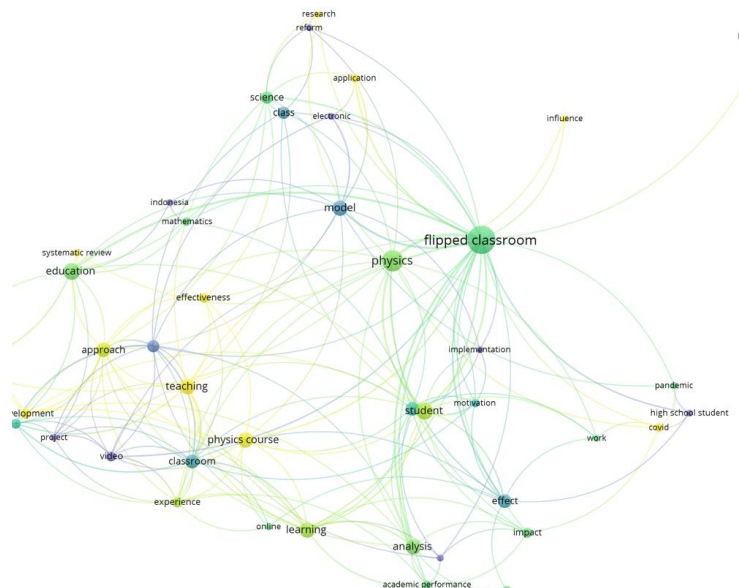 research
reform
application
science
class
electronic
influence
indonesia
model
mathematics
flipped classroom
systematic review
physics
education
effectiveness
approach
implementation
teaching
pandemic
motivation
velopment
student
high school student
covid
project
physics course
work
video
classroom
experience
effect
online
learning
impact
analysis
academic performance